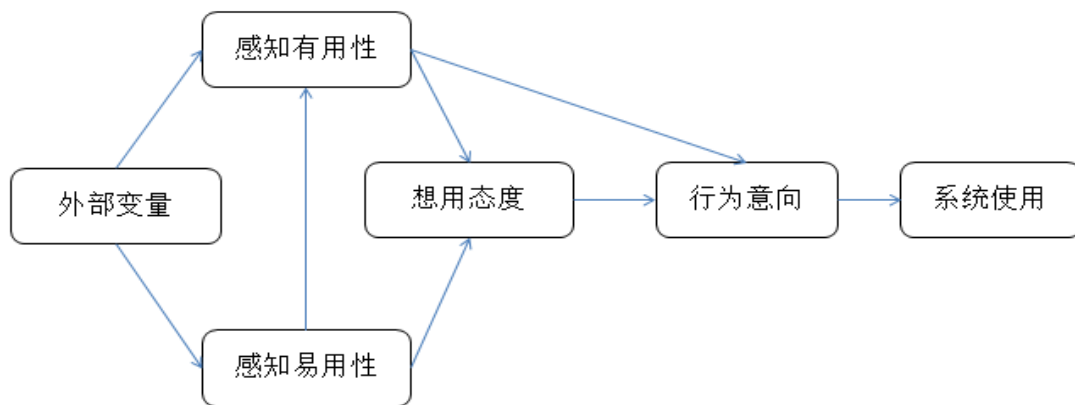 感知有用性
外部变量
想用态度
行为意向
系统使用
感知易用性